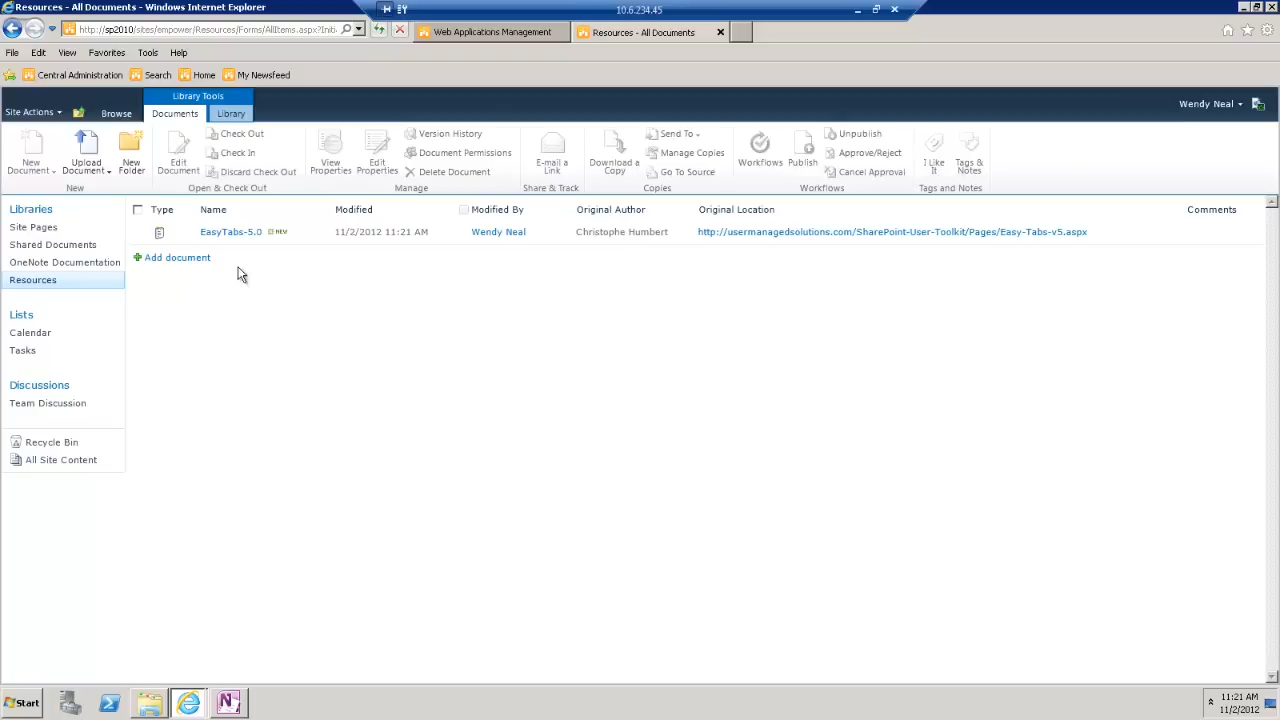 Resources - All Documents - Windows Internet Explorer
10.6.234.45
http://sp2010/sites/empower/Resources/Forms/AllItems.aspx?Initi
Web Applications Management
Resources - All Documents
File Edit View Favorites Tools Help
Central Administration Search Home My Newsfeed
Library Tools
Site Actions Browse Documents Library
Wendy Neal
New Document
Upload Document
New Folder
New
Edit Document
Check Out
Check In
Discard Check Out
Open & Check Out
View Properties
Edit Properties
Version History
Document Permissions
Delete Document
Manage
E-mail a Link
Share & Track
Download a Copy
Send To
Manage Copies
Go To Source
Copies
Workflows
Publish
Unpublish
Approve/Reject
Cancel Approval
Workflows
I Like It
Tags & Notes
Tags and Notes
Libraries
Site Pages
Shared Documents
OneNote Documentation
Resources
Lists
Calendar
Tasks
Discussions
Team Discussion
Recycle Bin
All Site Content
Type Name Modified Modified By Original Author Original Location Comments
EasyTabs-5.0 NEW 11/2/2012 11:21 AM Wendy Neal Christophe Humbert http://usermanagedsolutions.com/SharePoint-User-Toolkit/Pages/Easy-Tabs-v5.aspx
Add document
Start
11:21 AM
11/2/2012